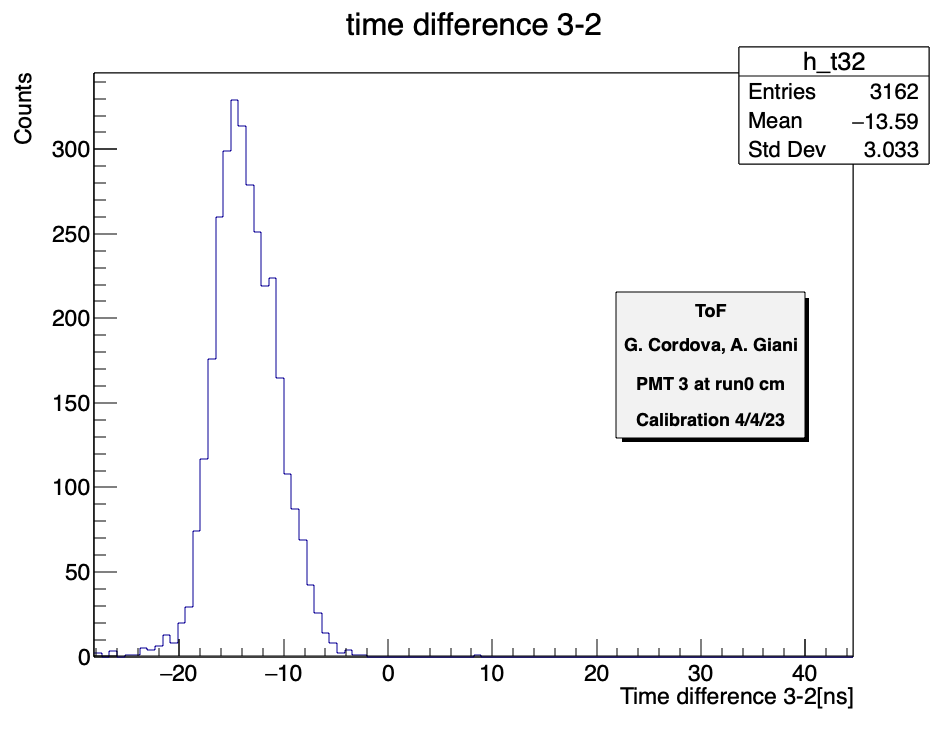 time difference 3-2
h_t32
Entries 3162
Mean −13.59
Std Dev 3.033
Counts
300
250
200
150
100
50
0
ToF
G. Cordova, A. Giani
PMT 3 at run0 cm
Calibration 4/4/23
−20 −10 0 10 20 30 40
Time difference 3-2[ns]